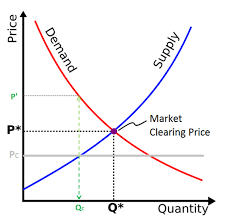 Price
Demand
Supply
P'
Market
Clearing Price
P*
Pc
Qc
Q*
Quantity